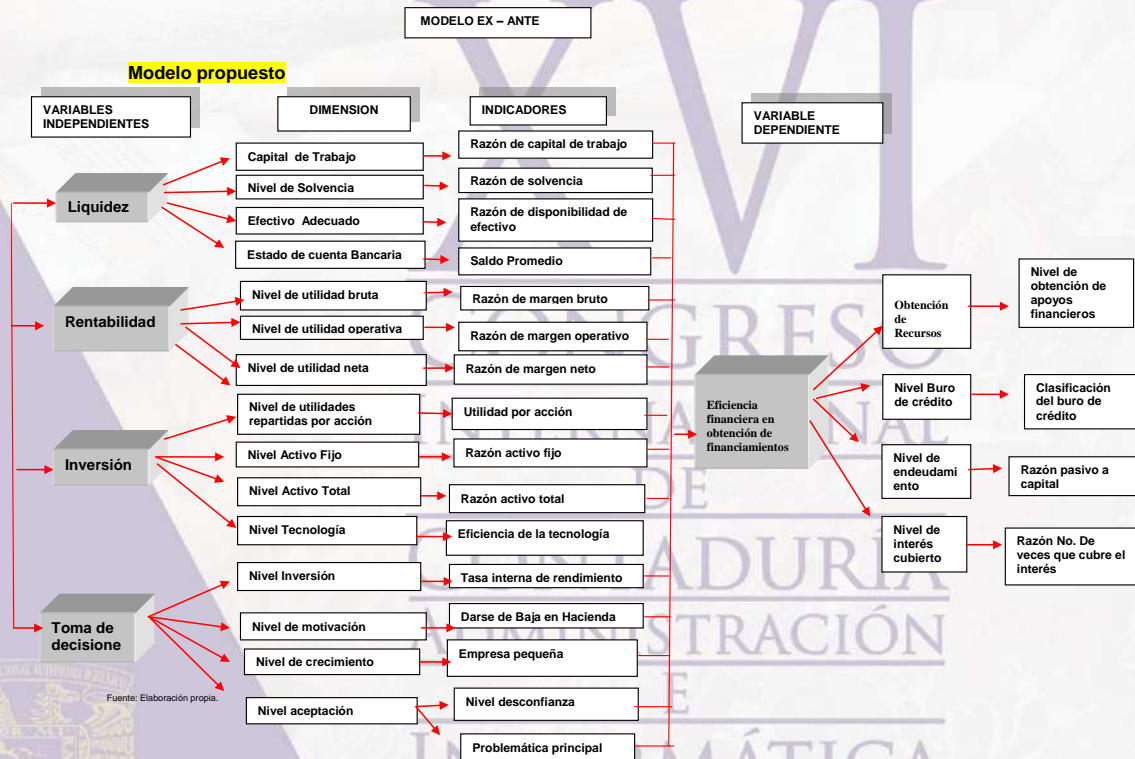 MODELO EX – ANTE
Modelo propuesto
VARIABLES
INDEPENDIENTES
DIMENSION
INDICADORES
VARIABLE
DEPENDIENTE
Liquidez
Capital de Trabajo
Razón de capital de trabajo
Nivel de Solvencia
Razón de solvencia
Efectivo Adecuado
Razón de disponibilidad de
efectivo
Estado de cuenta Bancaria
Saldo Promedio
Rentabilidad
Nivel de utilidad bruta
Razón de margen bruto
Nivel de utilidad operativa
Razón de margen operativo
Nivel de utilidad neta
Razón de margen neto
Inversión
Nivel de utilidades
repartidas por acción
Utilidad por acción
Nivel Activo Fijo
Razón activo fijo
Nivel Activo Total
Razón activo total
Nivel Tecnología
Eficiencia de la tecnología
Toma de
decisione
Nivel Inversión
Tasa interna de rendimiento
Nivel de motivación
Darse de Baja en Hacienda
Nivel de crecimiento
Empresa pequeña
Nivel aceptación
Nivel desconfianza
Problemática principal
Eficiencia
financiera en
obtención de
financiamientos
Obtención
de
Recursos
Nivel de
obtención de
apoyos
financieros
Nivel Buro
de crédito
Clasificación
del buro de
crédito
Nivel de
endeudami
ento
Razón pasivo a
capital
Nivel de
interés
cubierto
Razón No. De
veces que cubre el
interés
Fuente: Elaboración propia.
XVI
CONGRESO
INTERNACIONAL
DE
CONTADURÍA
ADMINISTRACIÓN
E
INFORMÁTICA